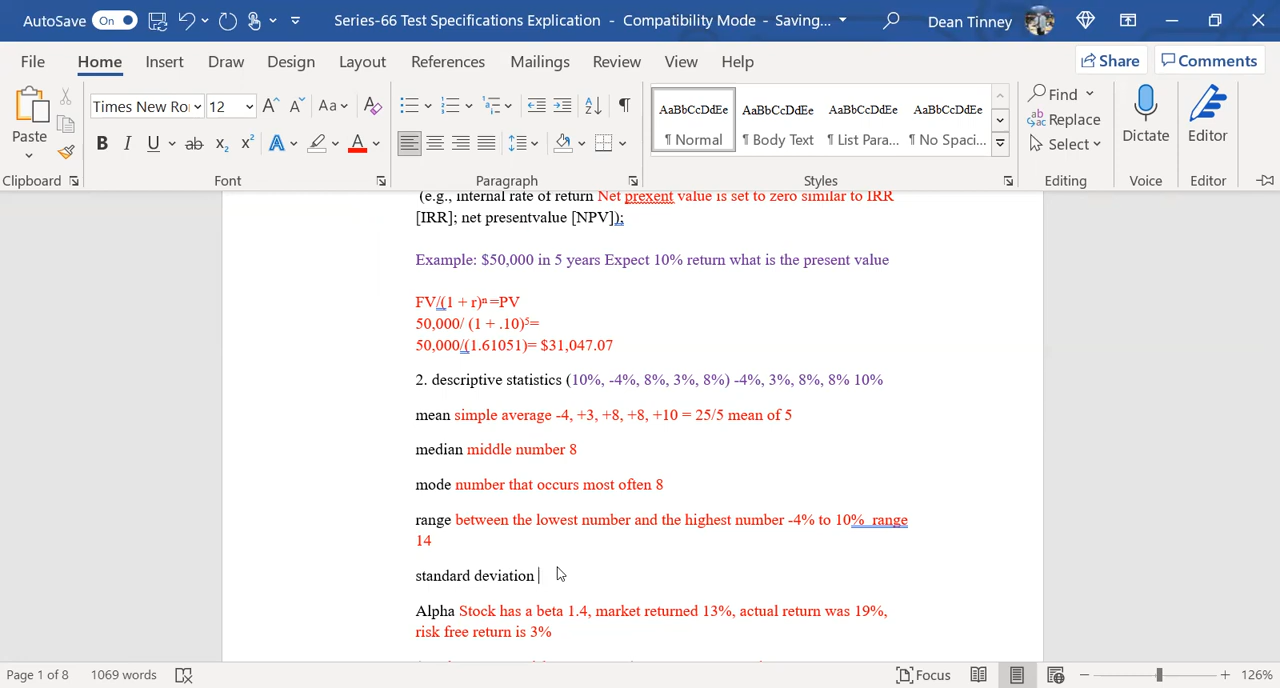 AutoSave On Series-66 Test Specifications Explication - Compatibility Mode - Saving... Dean Tinney
File Home Insert Draw Design Layout References Mailings Review View Help Share Comments
Paste Times New Ro 12 Aa AaBbCcDdEe AaBbCcDdEe AaBbCcDdEe AaBbCcDdEe Find Replace Select Dictate Editor
¶ Normal ¶ Body Text ¶ List Para... ¶ No Spaci...
Clipboard Font Paragraph Styles Editing Voice Editor
(e.g., internal rate of return Net prexent value is set to zero similar to IRR
[IRR]; net presentvalue [NPV]);
Example: $50,000 in 5 years Expect 10% return what is the present value
FV/(1 + r)ⁿ =PV
50,000/ (1 + .10)⁵=
50,000/(1.61051)= $31,047.07
2. descriptive statistics (10%, -4%, 8%, 3%, 8%) -4%, 3%, 8%, 8% 10%
mean simple average -4, +3, +8, +8, +10 = 25/5 mean of 5
median middle number 8
mode number that occurs most often 8
range between the lowest number and the highest number -4% to 10% range
14
standard deviation
Alpha Stock has a beta 1.4, market returned 13%, actual return was 19%,
risk free return is 3%
Page 1 of 8 1069 words Focus 126%